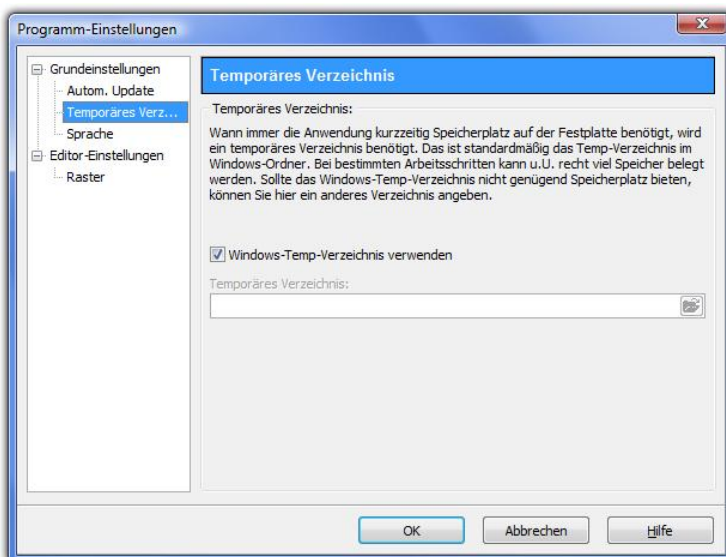 Programm-Einstellungen
Grundeinstellungen
Autom. Update
Temporäres Verz...
Sprache
Editor-Einstellungen
Raster
Temporäres Verzeichnis
Temporäres Verzeichnis:
Wann immer die Anwendung kurzzeitig Speicherplatz auf der Festplatte benötigt, wird
ein temporäres Verzeichnis benötigt. Das ist standardmäßig das Temp-Verzeichnis im
Windows-Ordner. Bei bestimmten Arbeitsschritten kann u.U. recht viel Speicher belegt
werden. Sollte das Windows-Temp-Verzeichnis nicht genügend Speicherplatz bieten,
können Sie hier ein anderes Verzeichnis angeben.
Windows-Temp-Verzeichnis verwenden
Temporäres Verzeichnis:
OK
Abbrechen
Hilfe